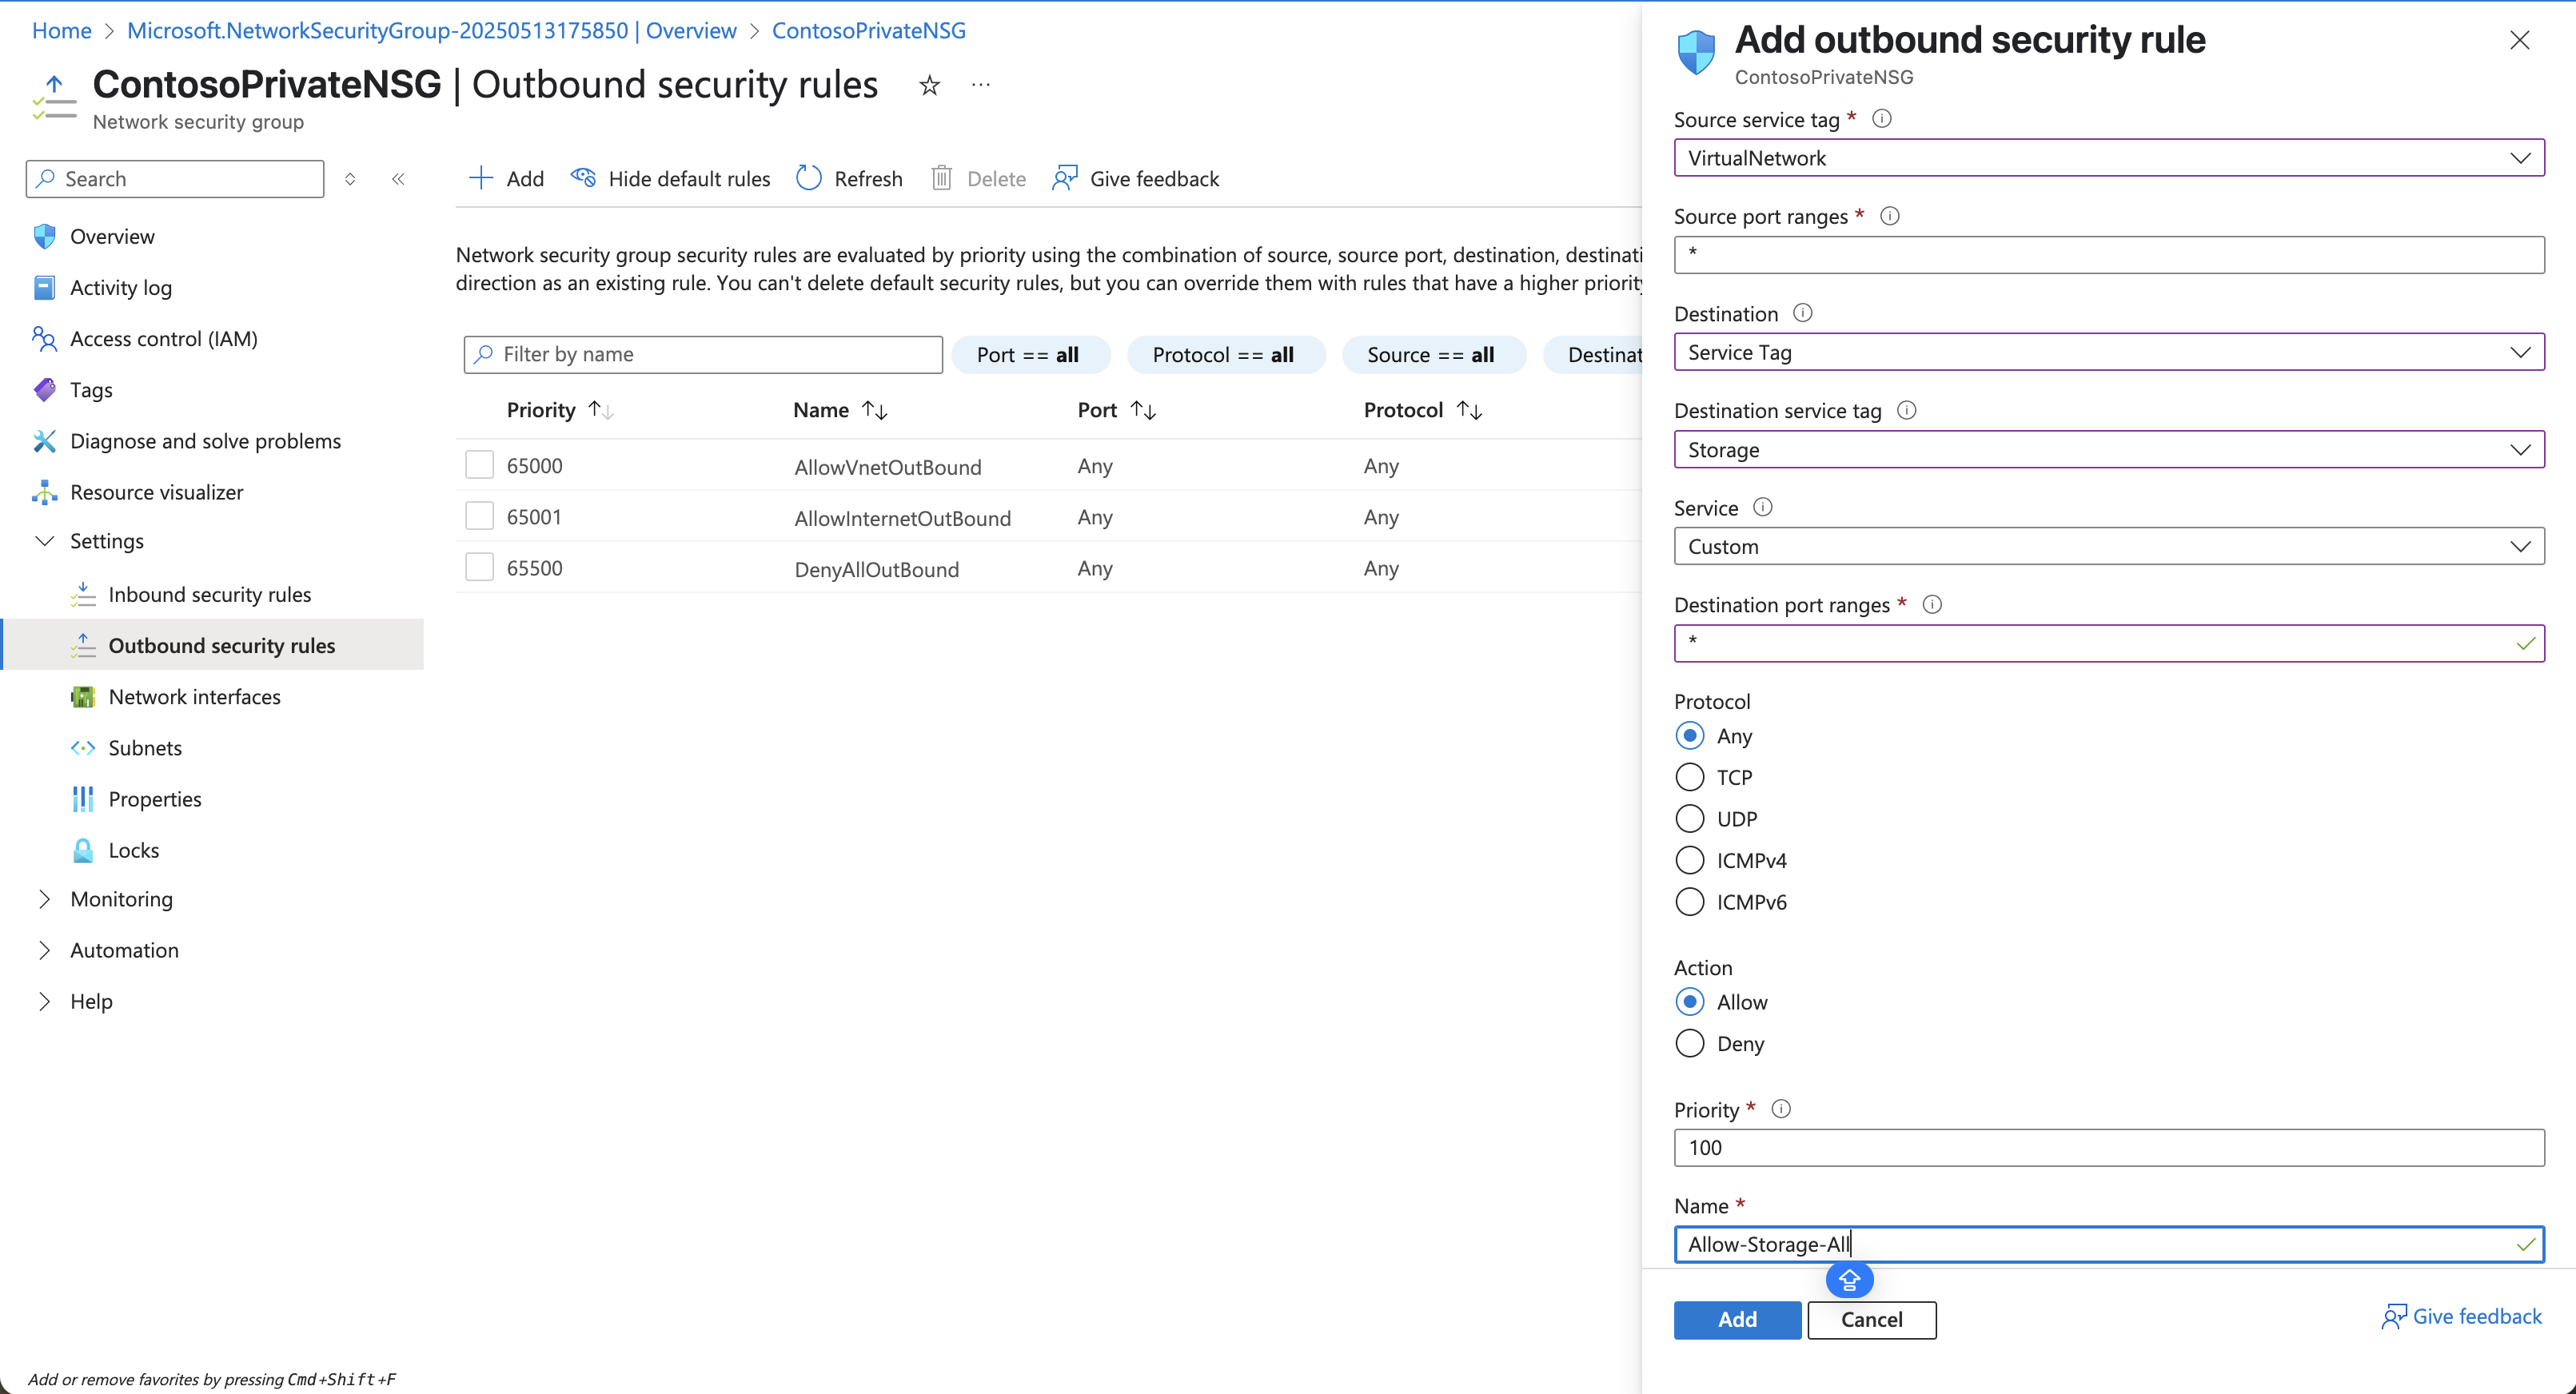 Home > Microsoft.NetworkSecurityGroup-20250513175850 | Overview > ContosoPrivateNSG
ContosoPrivateNSG | Outbound security rules
Network security group
Search
Overview
Activity log
Access control (IAM)
Tags
Diagnose and solve problems
Resource visualizer
Settings
Inbound security rules
Outbound security rules
Network interfaces
Subnets
Properties
Locks
Monitoring
Automation
Help
Add or remove favorites by pressing Cmd+Shift+F
Add Hide default rules Refresh Delete Give feedback
Network security group security rules are evaluated by priority using the combination of source, source port, destination, destinati
direction as an existing rule. You can't delete default security rules, but you can override them with rules that have a higher priority
Filter by name Port == all Protocol == all Source == all Destinat
Priority Name Port Protocol
65000 AllowVnetOutBound Any Any
65001 AllowInternetOutBound Any Any
65500 DenyAllOutBound Any Any
Add outbound security rule
ContosoPrivateNSG
Source service tag *
VirtualNetwork
Source port ranges *
*
Destination
Service Tag
Destination service tag
Storage
Service
Custom
Destination port ranges *
*
Protocol
Any
TCP
UDP
ICMPv4
ICMPv6
Action
Allow
Deny
Priority *
100
Name *
Allow-Storage-All
Add Cancel Give feedback